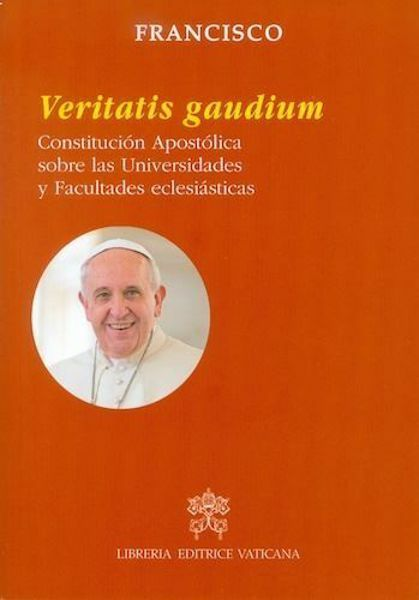 FRANCISCO
Veritatis gaudium
Constitución Apostólica
sobre las Universidades
y Facultades eclesiásticas
LIBRERIA EDITRICE VATICANA